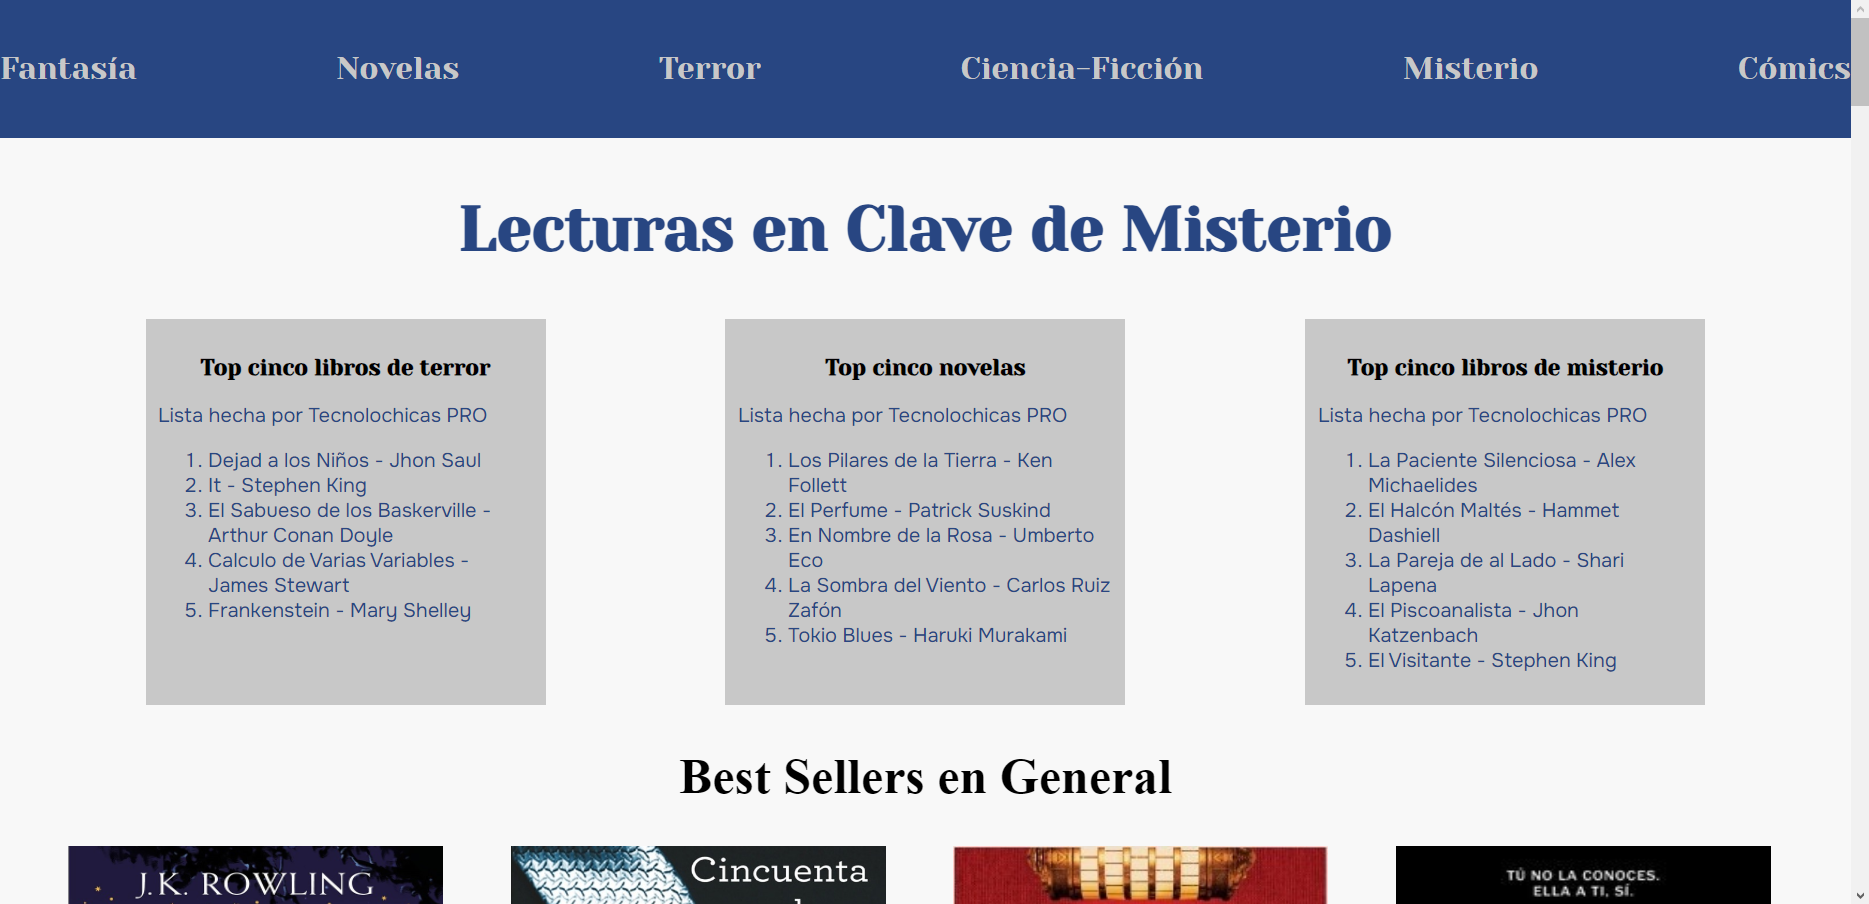 Fantasía Novelas Terror Ciencia-Ficción Misterio Cómics
Lecturas en Clave de Misterio
Top cinco libros de terror
Lista hecha por Tecnolochicas PRO
1. Dejad a los Niños - Jhon Saul
2. It - Stephen King
3. El Sabueso de los Baskerville -
Arthur Conan Doyle
4. Calculo de Varias Variables -
James Stewart
5. Frankenstein - Mary Shelley
Top cinco novelas
Lista hecha por Tecnolochicas PRO
1. Los Pilares de la Tierra - Ken
Follett
2. El Perfume - Patrick Suskind
3. En Nombre de la Rosa - Umberto
Eco
4. La Sombra del Viento - Carlos Ruiz
Zafón
5. Tokio Blues - Haruki Murakami
Top cinco libros de misterio
Lista hecha por Tecnolochicas PRO
1. La Paciente Silenciosa - Alex
Michaelides
2. El Halcón Maltés - Hammet
Dashiell
3. La Pareja de al Lado - Shari
Lapena
4. El Piscoanalista - Jhon
Katzenbach
5. El Visitante - Stephen King
Best Sellers en General
J.K. ROWLING
Cincuenta
TÚ NO LA CONOCES.
ELLA A TI, SÍ.